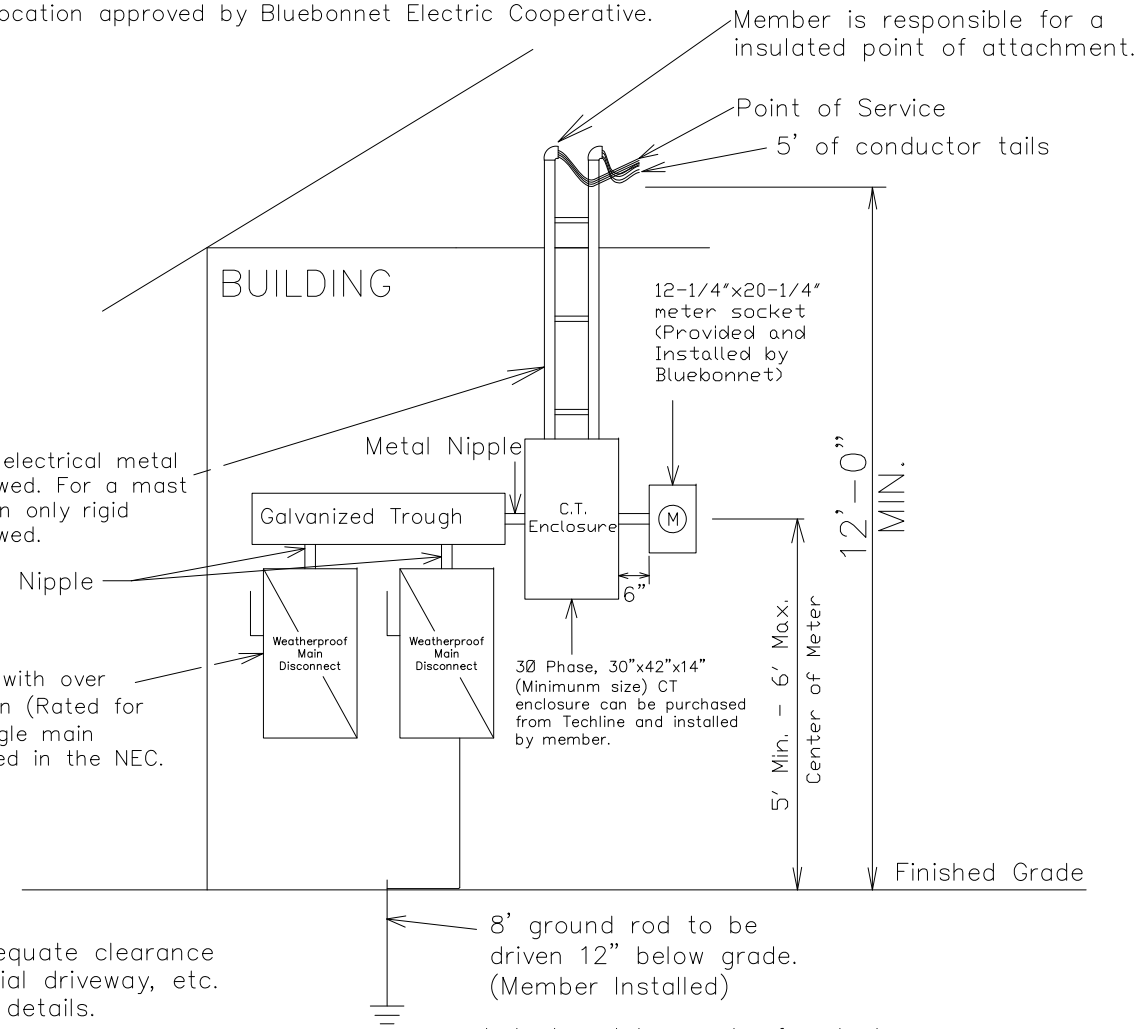 ocation approved by Bluebonnet Electric Cooperative.
Member is responsible for a
insulated point of attachment.
Point of Service
5' of conductor tails
BUILDING
12-1/4"x20-1/4"
meter socket
(Provided and
Installed by
Bluebonnet)
electrical metal
wed. For a mast
n only rigid
wed.
Metal Nipple
Galvanized Trough
C.T.
Enclosure
M
12'-0"
MIN.
Nipple
6"
Weatherproof
Main
Disconnect
Weatherproof
Main
Disconnect
3Ø Phase, 30"x42"x14"
(Minimunm size) CT
enclosure can be purchased
from Techline and installed
by member.
5' Min. - 6' Max.
Center of Meter
with over
n (Rated for
gle main
ed in the NEC.
Finished Grade
8' ground rod to be
driven 12" below grade.
(Member Installed)
equate clearance
ial driveway, etc.
details.